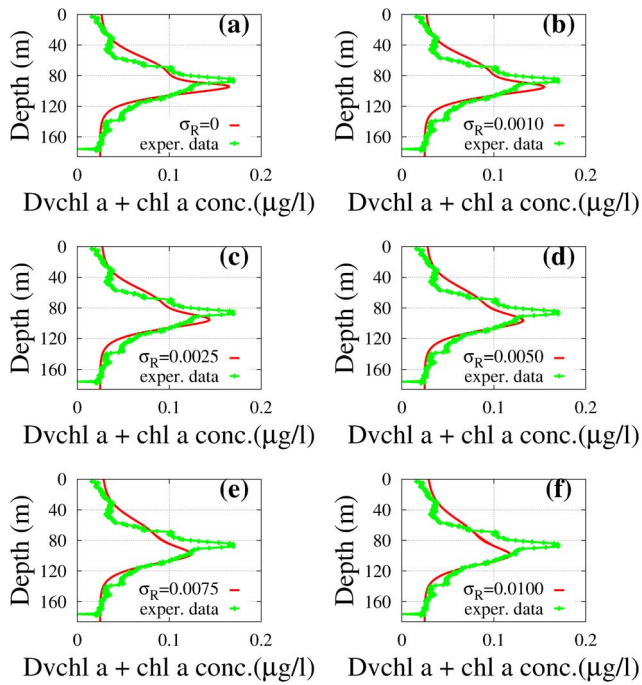 0
40
80
120
160
Depth (m)
(a)
σR=0
exper. data
0
0.1
0.2
Dvchl a + chl a conc.(μg/l)
0
40
80
120
160
Depth (m)
(b)
σR=0.0010
exper. data
0
0.1
0.2
Dvchl a + chl a conc.(μg/l)
0
40
80
120
160
Depth (m)
(c)
σR=0.0025
exper. data
0
0.1
0.2
Dvchl a + chl a conc.(μg/l)
0
40
80
120
160
Depth (m)
(d)
σR=0.0050
exper. data
0
0.1
0.2
Dvchl a + chl a conc.(μg/l)
0
40
80
120
160
Depth (m)
(e)
σR=0.0075
exper. data
0
0.1
0.2
Dvchl a + chl a conc.(μg/l)
0
40
80
120
160
Depth (m)
(f)
σR=0.0100
exper. data
0
0.1
0.2
Dvchl a + chl a conc.(μg/l)